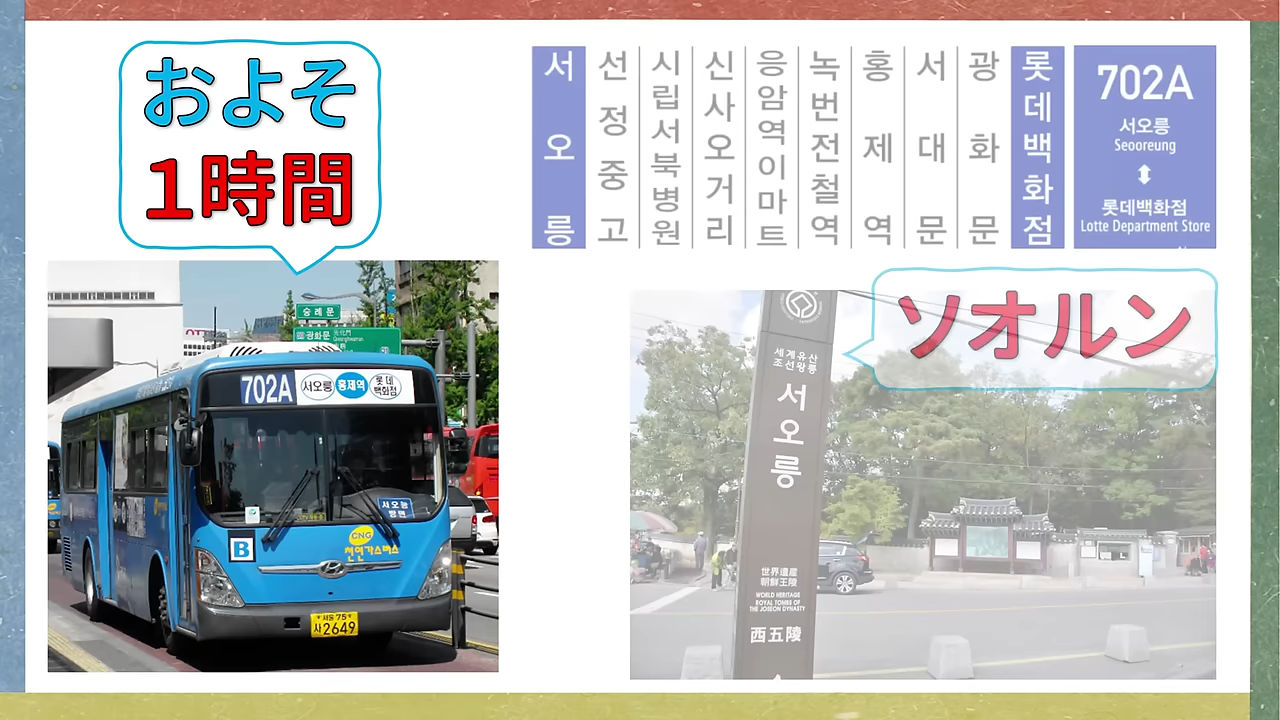 およそ
1時間
서오릉
선정중고
시립서북병원
신사오거리
응암역이마트
녹번전철역
홍제역
서대문
광화문
롯데백화점
702A
서오릉
Seooreung
롯데백화점
Lotte Department Store
숭례문
광화문
702A
서오릉
홍제역
롯데
백화점
서오릉
방면
CNG
천연가스버스
B
서울 75
사 2649
ソオルン
세계유산
조선왕릉
서오릉
世界遺産
朝鮮王陵
WORLD HERITAGE
ROYAL TOMBS OF
THE JOSEON DYNASTY
西五陵